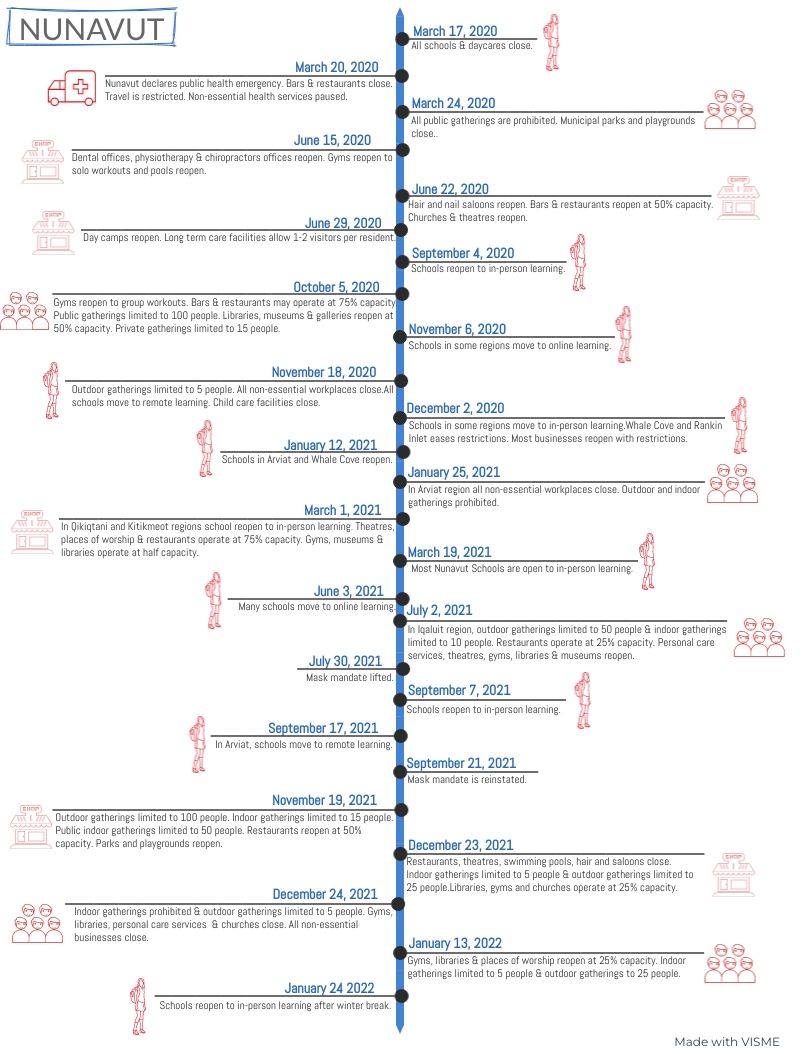 NUNAVUT
March 17, 2020
All schools & daycares close.
March 20, 2020
Nunavut declares public health emergency. Bars & restaurants close.
Travel is restricted. Non-essential health services paused.
March 24, 2020
All public gatherings are prohibited. Municipal parks and playgrounds
close..
June 15, 2020
Dental offices, physiotherapy & chiropractors offices reopen. Gyms reopen to
solo workouts and pools reopen.
SHOP
June 22, 2020
Hair and nail saloons reopen. Bars & restaurants reopen at 50% capacity.
Churches & theatres reopen.
SHOP
June 29, 2020
Day camps reopen. Long term care facilities allow 1-2 visitors per resident.
SHOP
September 4, 2020
Schools reopen to in-person learning.
October 5, 2020
Gyms reopen to group workouts. Bars & restaurants may operate at 75% capacity
Public gatherings limited to 100 people. Libraries, museums & galleries reopen at
50% capacity. Private gatherings limited to 15 people.
November 6, 2020
Schools in some regions move to online learning.
November 18, 2020
Outdoor gatherings limited to 5 people. All non-essential workplaces close.All
schools move to remote learning. Child care facilities close.
December 2, 2020
Schools in some regions move to in-person learning.Whale Cove and Rankin
Inlet eases restrictions. Most businesses reopen with restrictions.
January 12, 2021
Schools in Arviat and Whale Cove reopen.
January 25, 2021
In Arviat region all non-essential workplaces close. Outdoor and indoor
gatherings prohibited.
March 1, 2021
In Qikiqtani and Kitikmeot regions school reopen to in-person learning. Theatres,
places of worship & restaurants operate at 75% capacity. Gyms, museums &
libraries operate at half capacity.
SHOP
March 19, 2021
Most Nunavut Schools are open to in-person learning.
June 3, 2021
Many schools move to online learning.
July 2, 2021
In Iqaluit region, outdoor gatherings limited to 50 people & indoor gatherings
limited to 10 people. Restaurants operate at 25% capacity. Personal care
services, theatres, gyms, libraries & museums reopen.
July 30, 2021
Mask mandate lifted.
September 7, 2021
Schools reopen to in-person learning.
September 17, 2021
In Arviat, schools move to remote learning.
September 21, 2021
Mask mandate is reinstated.
November 19, 2021
Outdoor gatherings limited to 100 people. Indoor gatherings limited to 15 people.
Public indoor gatherings limited to 50 people. Restaurants reopen at 50%
capacity. Parks and playgrounds reopen.
SHOP
December 23, 2021
Restaurants, theatres, swimming pools, hair and saloons close.
Indoor gatherings limited to 5 people & outdoor gatherings limited to
25 people.Libraries, gyms and churches operate at 25% capacity.
SHOP
December 24, 2021
Indoor gatherings prohibited & outdoor gatherings limited to 5 people. Gyms,
libraries, personal care services & churches close. All non-essential
businesses close.
January 13, 2022
Gyms, libraries & places of worship reopen at 25% capacity. Indoor
gatherings limited to 5 people & outdoor gatherings to 25 people.
January 24 2022
Schools reopen to in-person learning after winter break.
Made with VISME